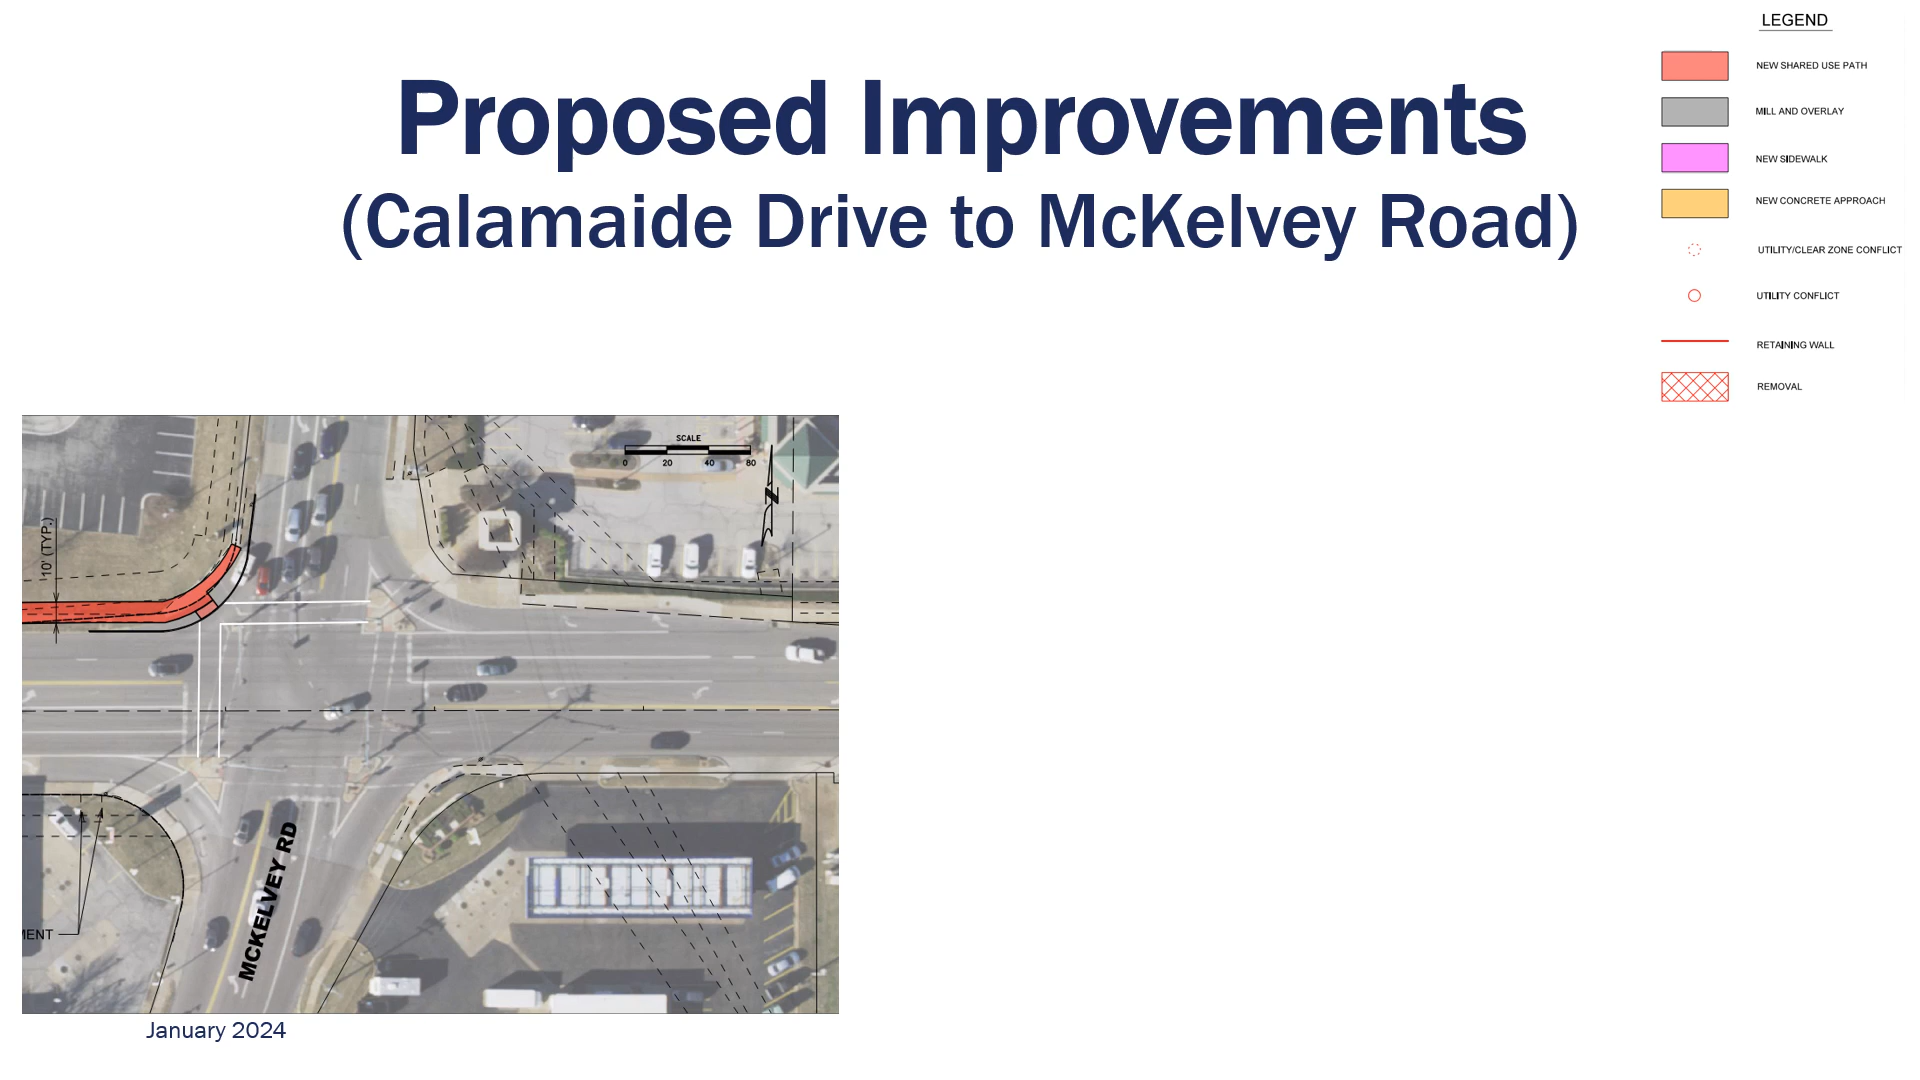 Proposed Improvements
(Calamaide Drive to McKelvey Road)
LEGEND
NEW SHARED USE PATH
MILL AND OVERLAY
NEW SIDEWALK
NEW CONCRETE APPROACH
UTILITY/CLEAR ZONE CONFLICT
UTILITY CONFLICT
RETAINING WALL
REMOVAL
SCALE
0 20 40 80
N
10' (TYP.)
MCKELVEY RD
MENT
January 2024